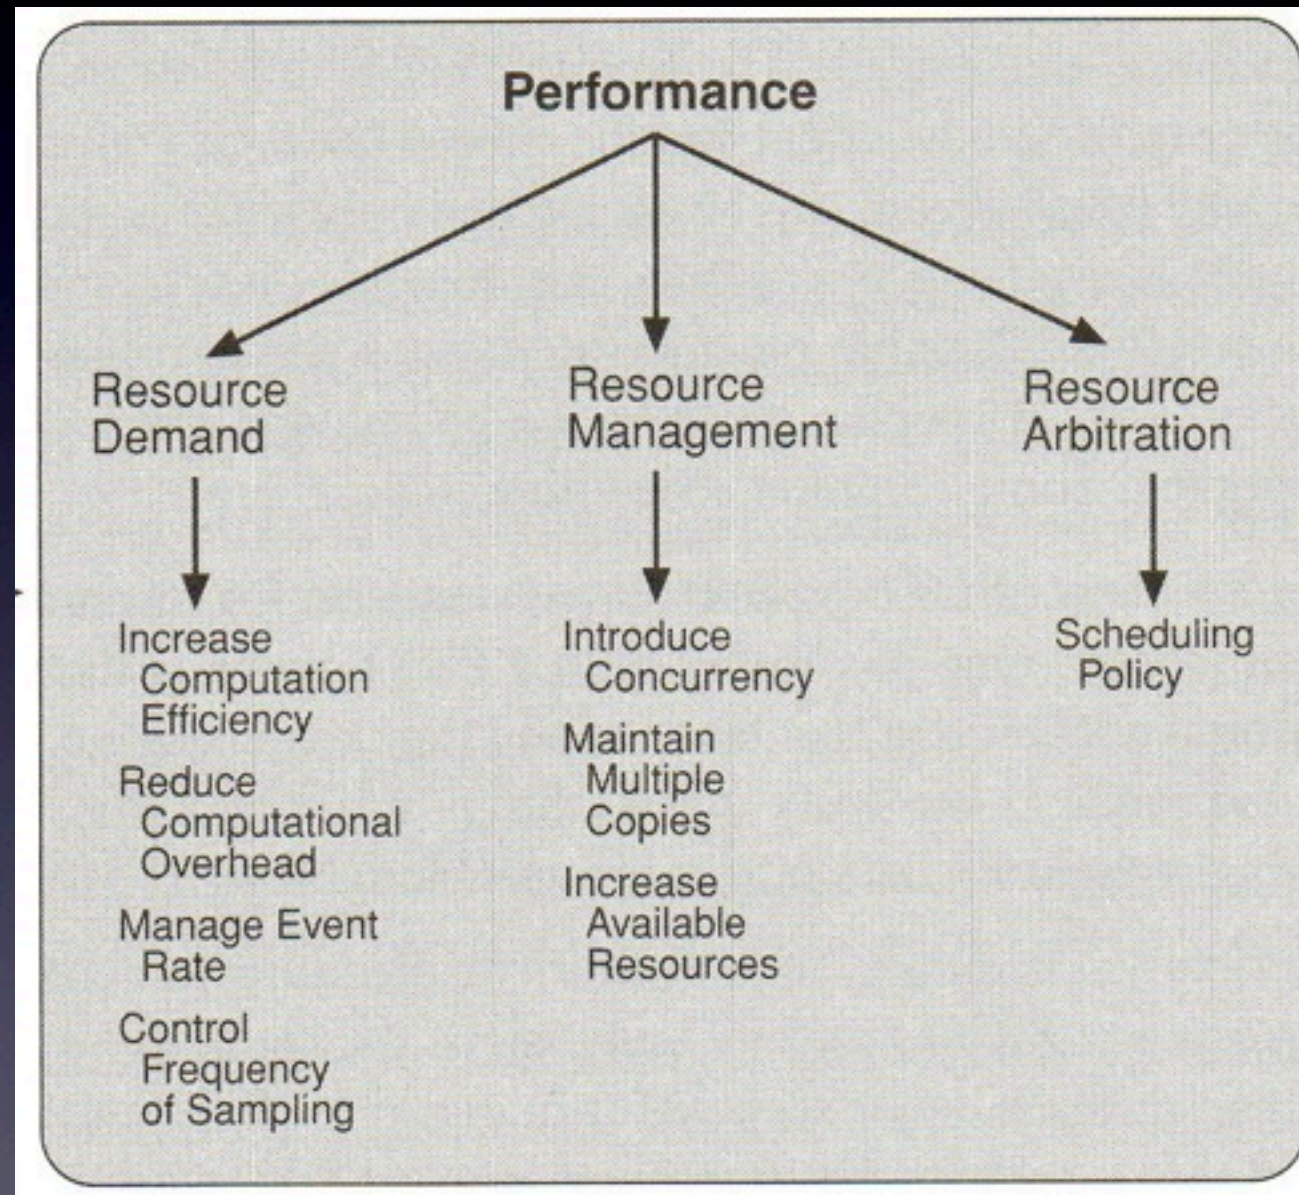 Performance
Resource
Demand
Resource
Management
Resource
Arbitration
Increase
Computation
Efficiency
Reduce
Computational
Overhead
Manage Event
Rate
Control
Frequency
of Sampling
Introduce
Concurrency
Maintain
Multiple
Copies
Increase
Available
Resources
Scheduling
Policy